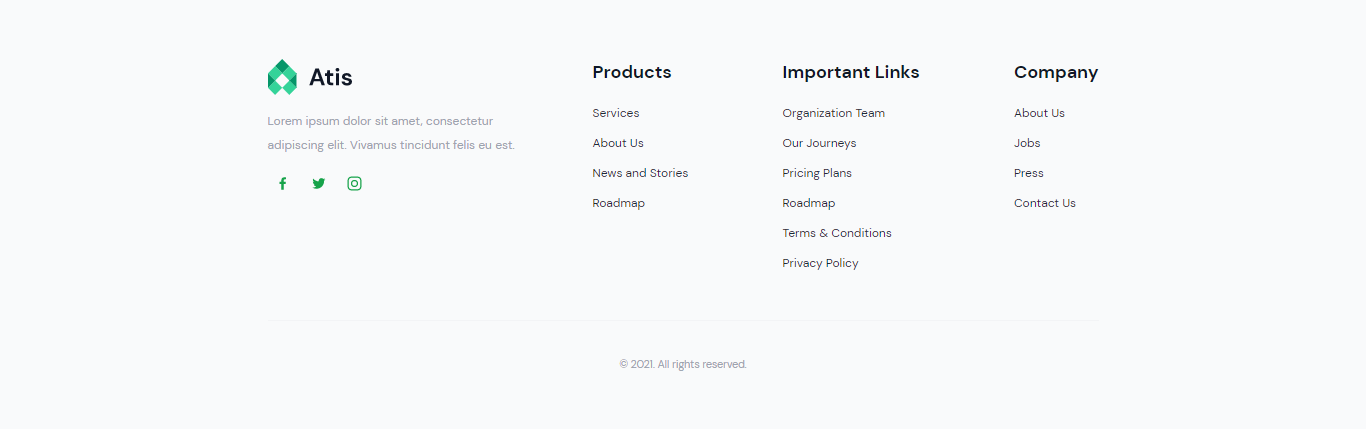 Atis
Lorem ipsum dolor sit amet, consectetur
adipiscing elit. Vivamus tincidunt felis eu est.
Products
Services
About Us
News and Stories
Roadmap
Important Links
Organization Team
Our Journeys
Pricing Plans
Roadmap
Terms & Conditions
Privacy Policy
Company
About Us
Jobs
Press
Contact Us
© 2021. All rights reserved.